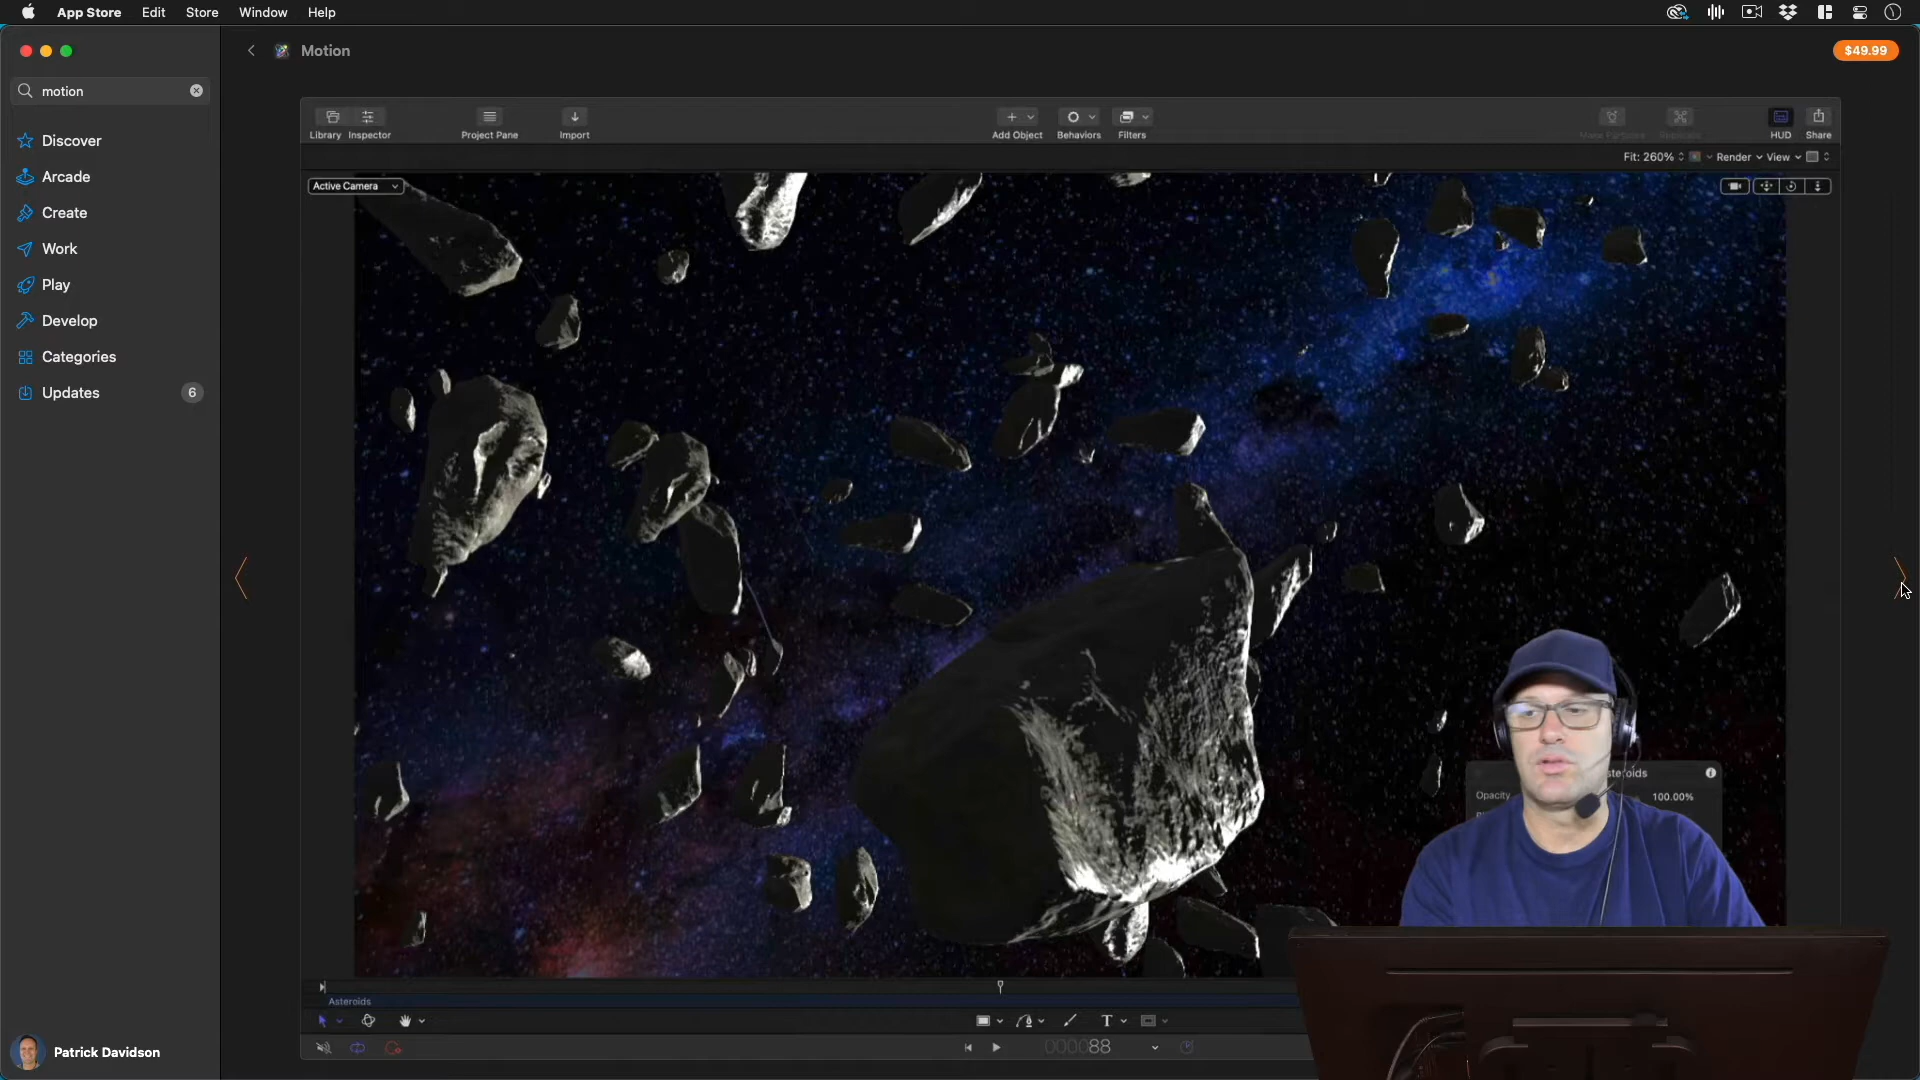 App Store Edit Store Window Help
Motion
$49.99
motion
Discover
Arcade
Create
Work
Play
Develop
Categories
Updates 6
Library Inspector Project Pane Import Add Object Behaviors Filters HUD Share
Fit: 260% Render View
Active Camera
100.00%
Opacity
Asteroids
T
000088
Patrick Davidson